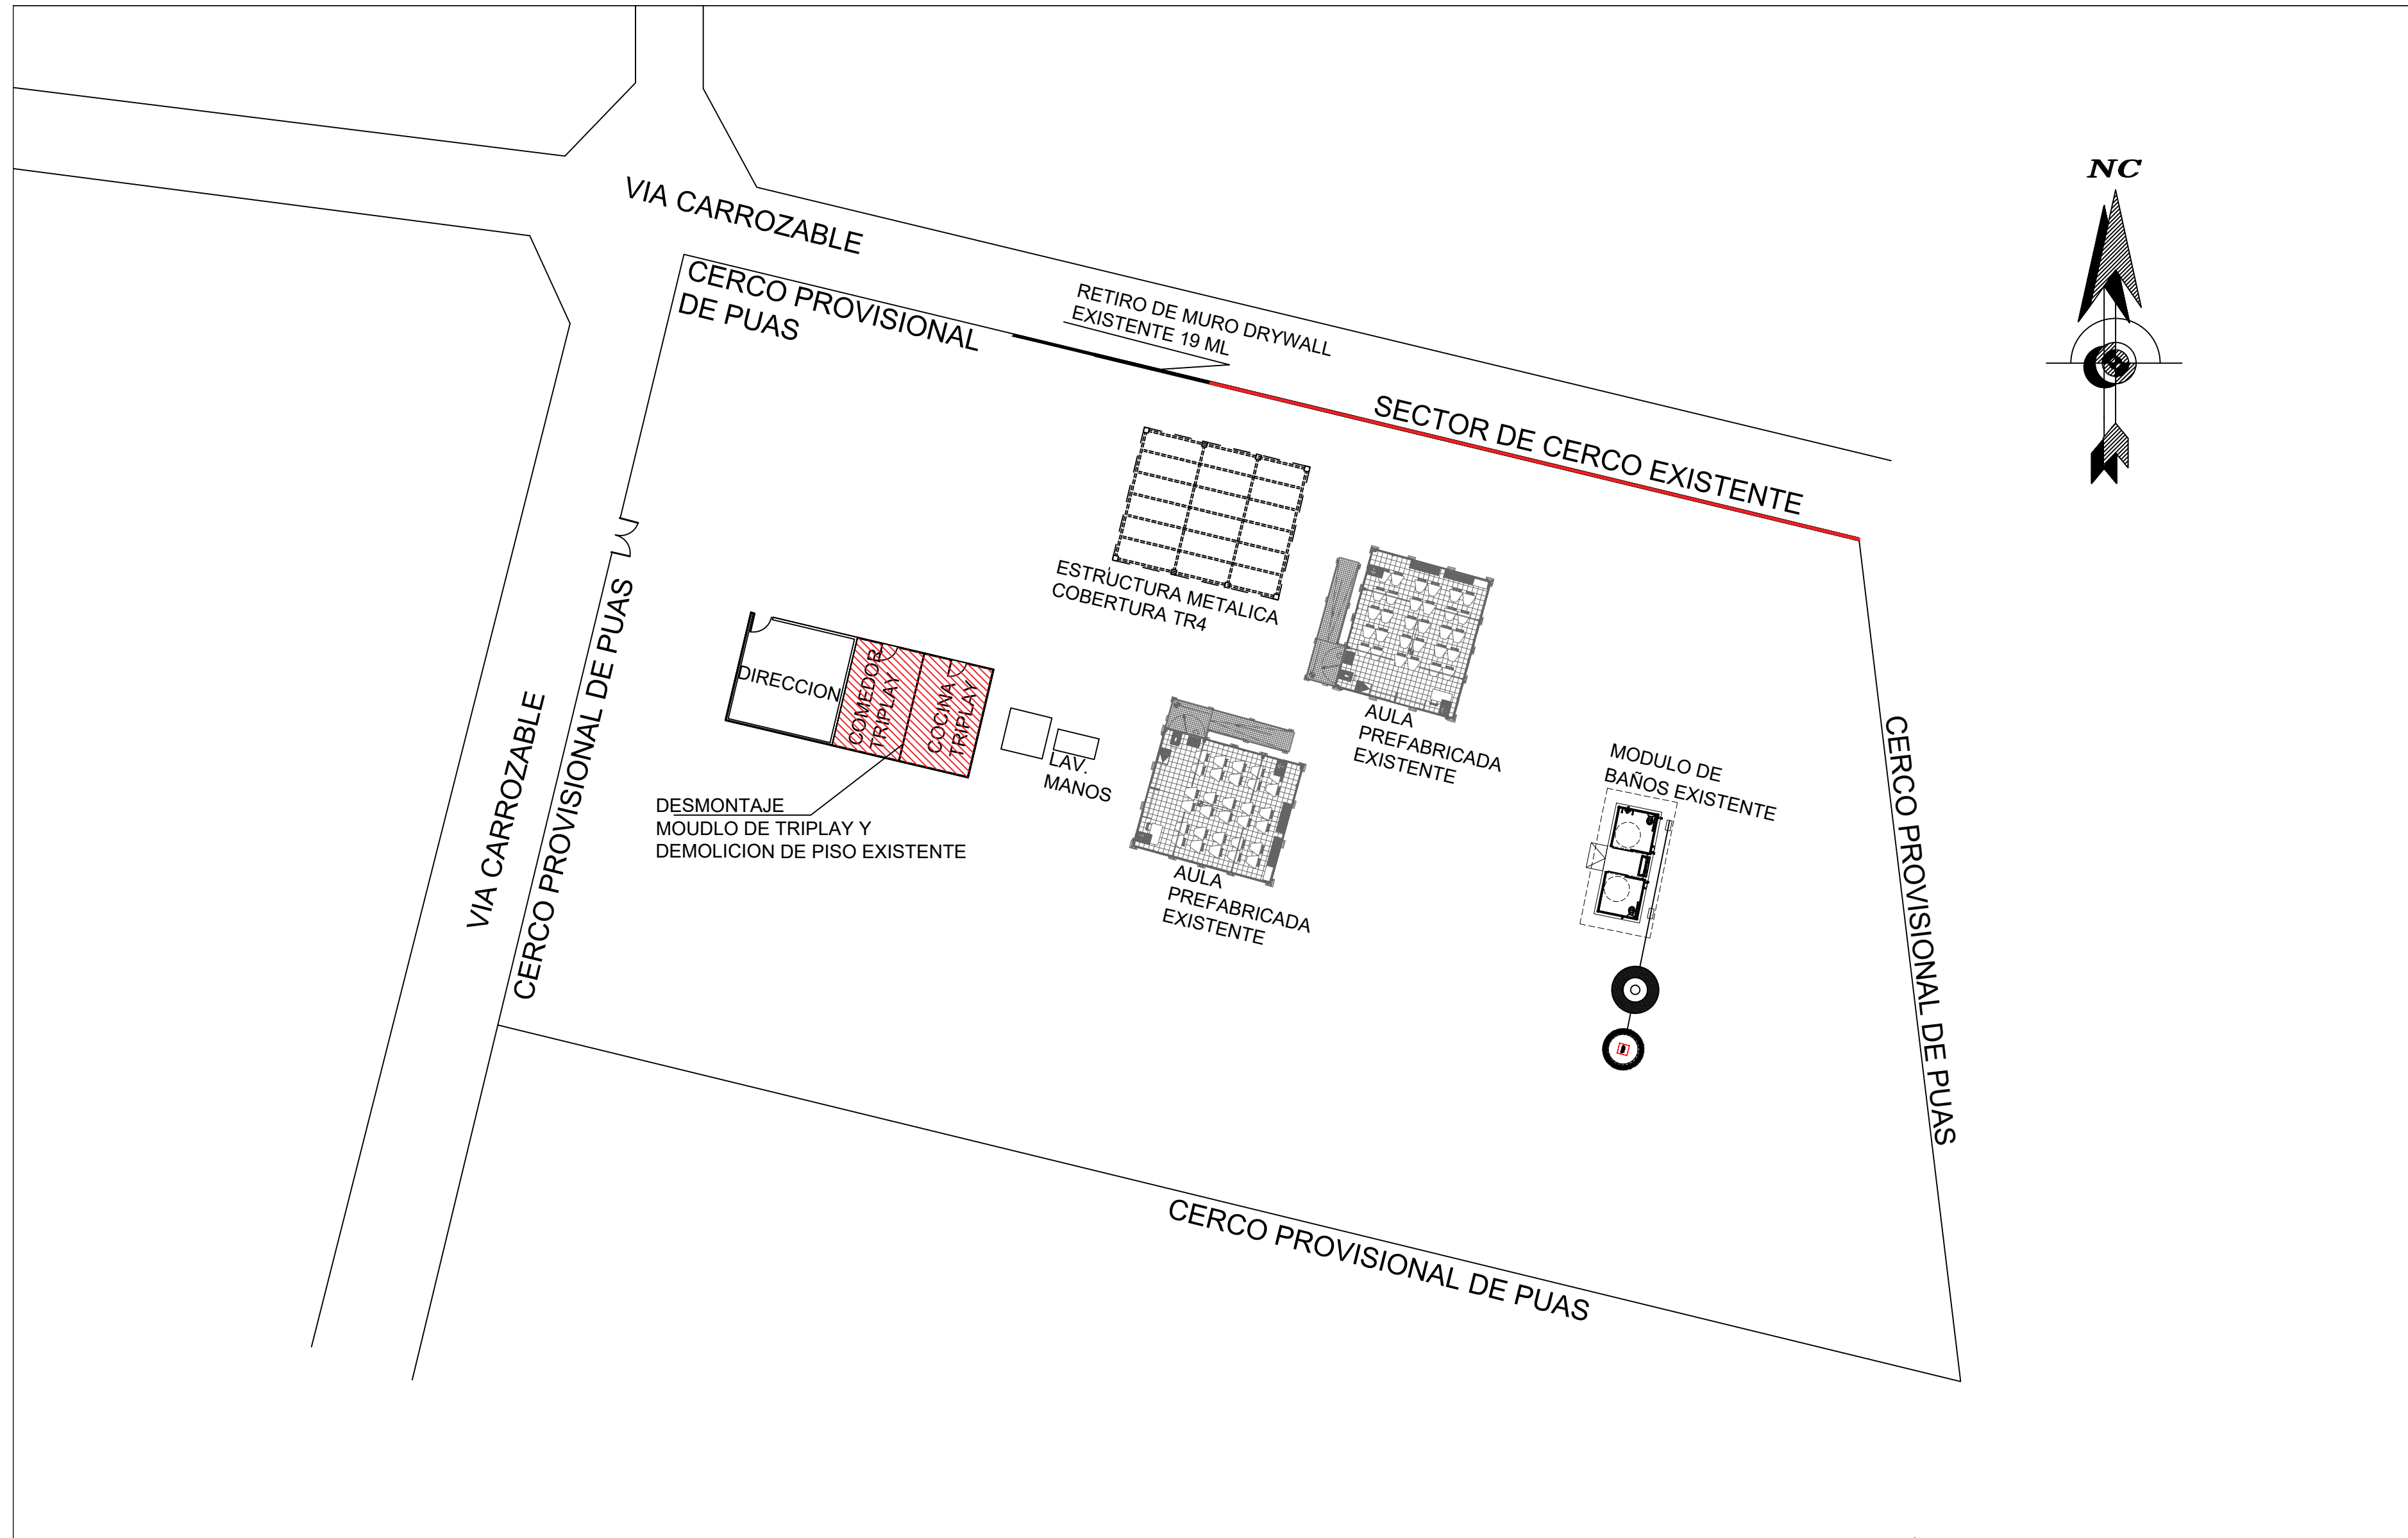 NC
VIA CARROZABLE
CERCO PROVISIONAL
DE PUAS
RETIRO DE MURO DRYWALL
EXISTENTE 19 ML
SECTOR DE CERCO EXISTENTE
ESTRUCTURA METALICA
COBERTURA TR4
DIRECCION
COMEDOR
TRIPLAY
COCINA
TRIPLAY
LAV.
MANOS
AULA
PREFABRICADA
EXISTENTE
AULA
PREFABRICADA
EXISTENTE
MODULO DE
BAÑOS EXISTENTE
DESMONTAJE
MOUDLO DE TRIPLAY Y
DEMOLICION DE PISO EXISTENTE
VIA CARROZABLE
CERCO PROVISIONAL DE PUAS
CERCO PROVISIONAL DE PUAS
CERCO PROVISIONAL DE PUAS